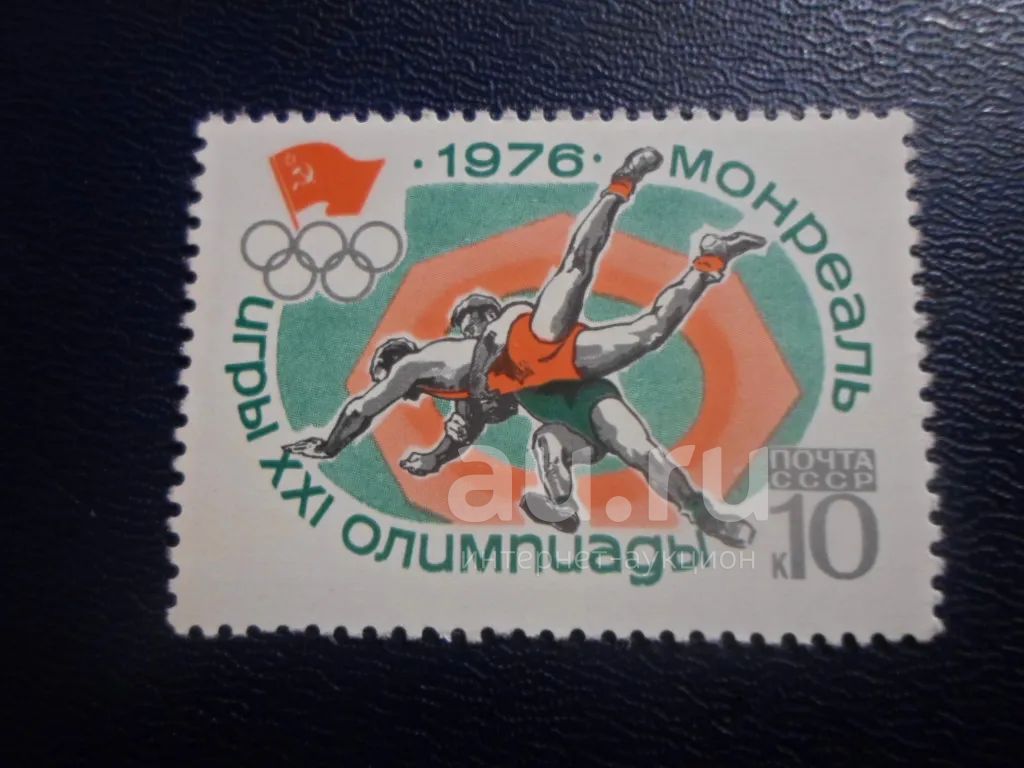 ·1976·
МОНРЕАЛЬ
ИГРЫ XXI ОЛИМПИАДЫ
ПОЧТА
СССР
К10
au.ru
интернет-аукцион